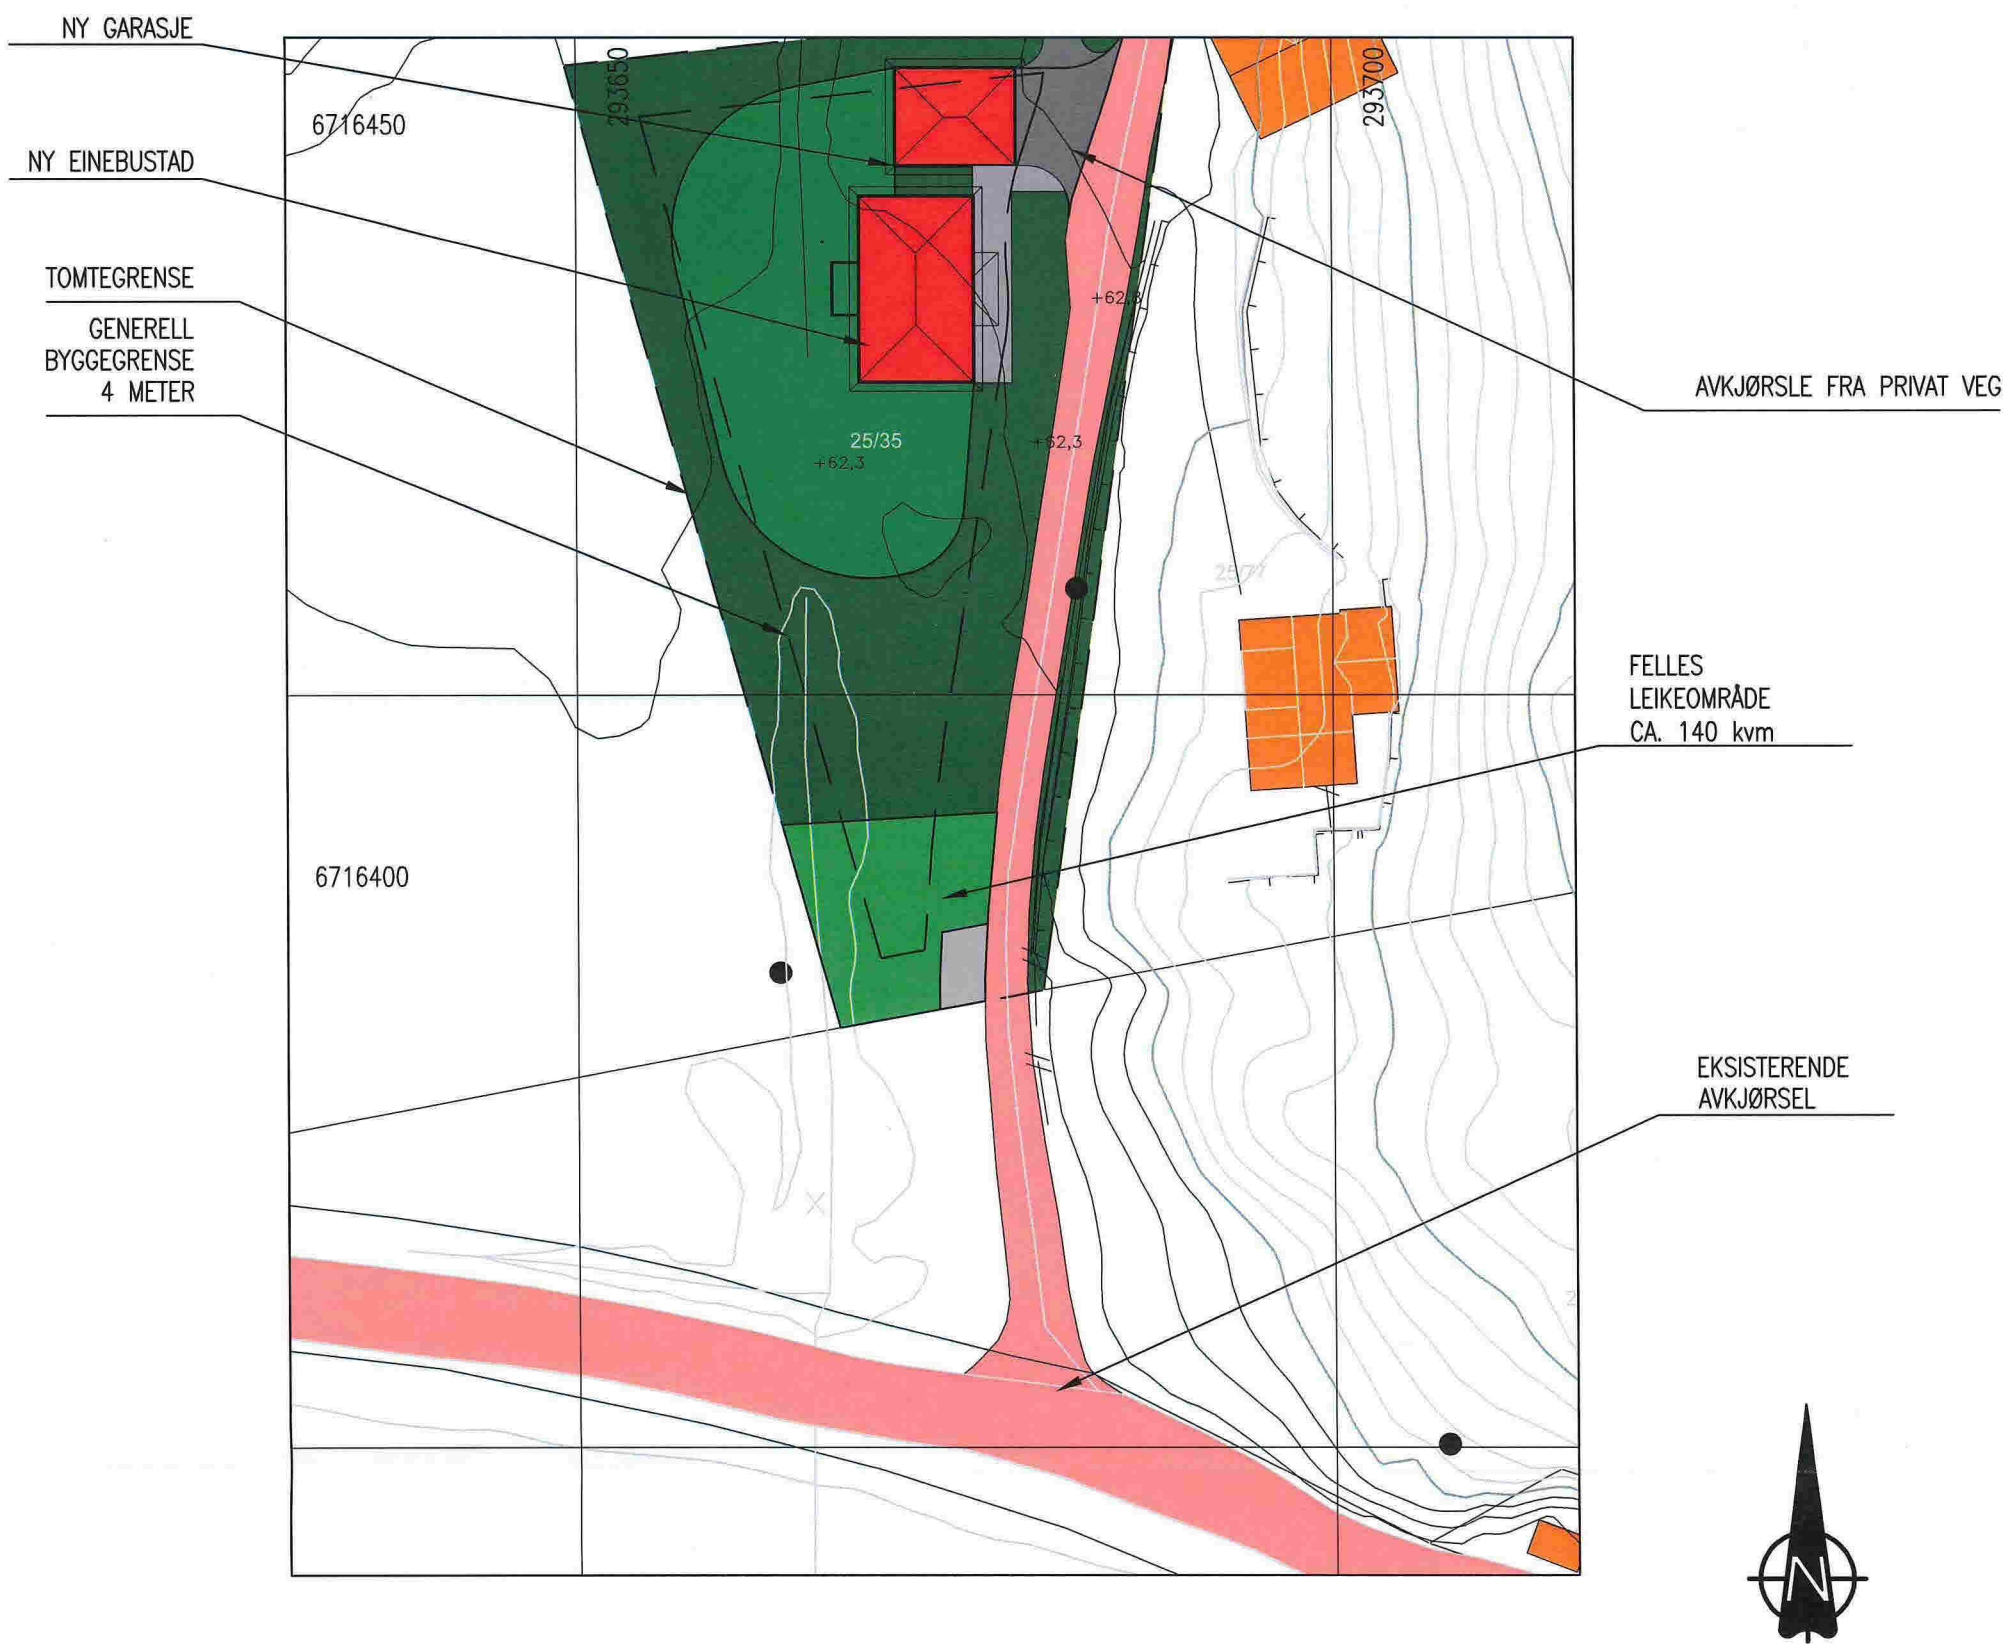 NY GARASJE
293650
293700
6716450
NY EINEBUSTAD
TOMTEGRENSE
GENERELL
BYGGEGRENSE
4 METER
+62,8
AVKJØRSLE FRA PRIVAT VEG
25/35
+62,3
+62,3
FELLES
LEIKEOMRÅDE
CA. 140 kvm
6716400
EKSISTERENDE
AVKJØRSEL
N